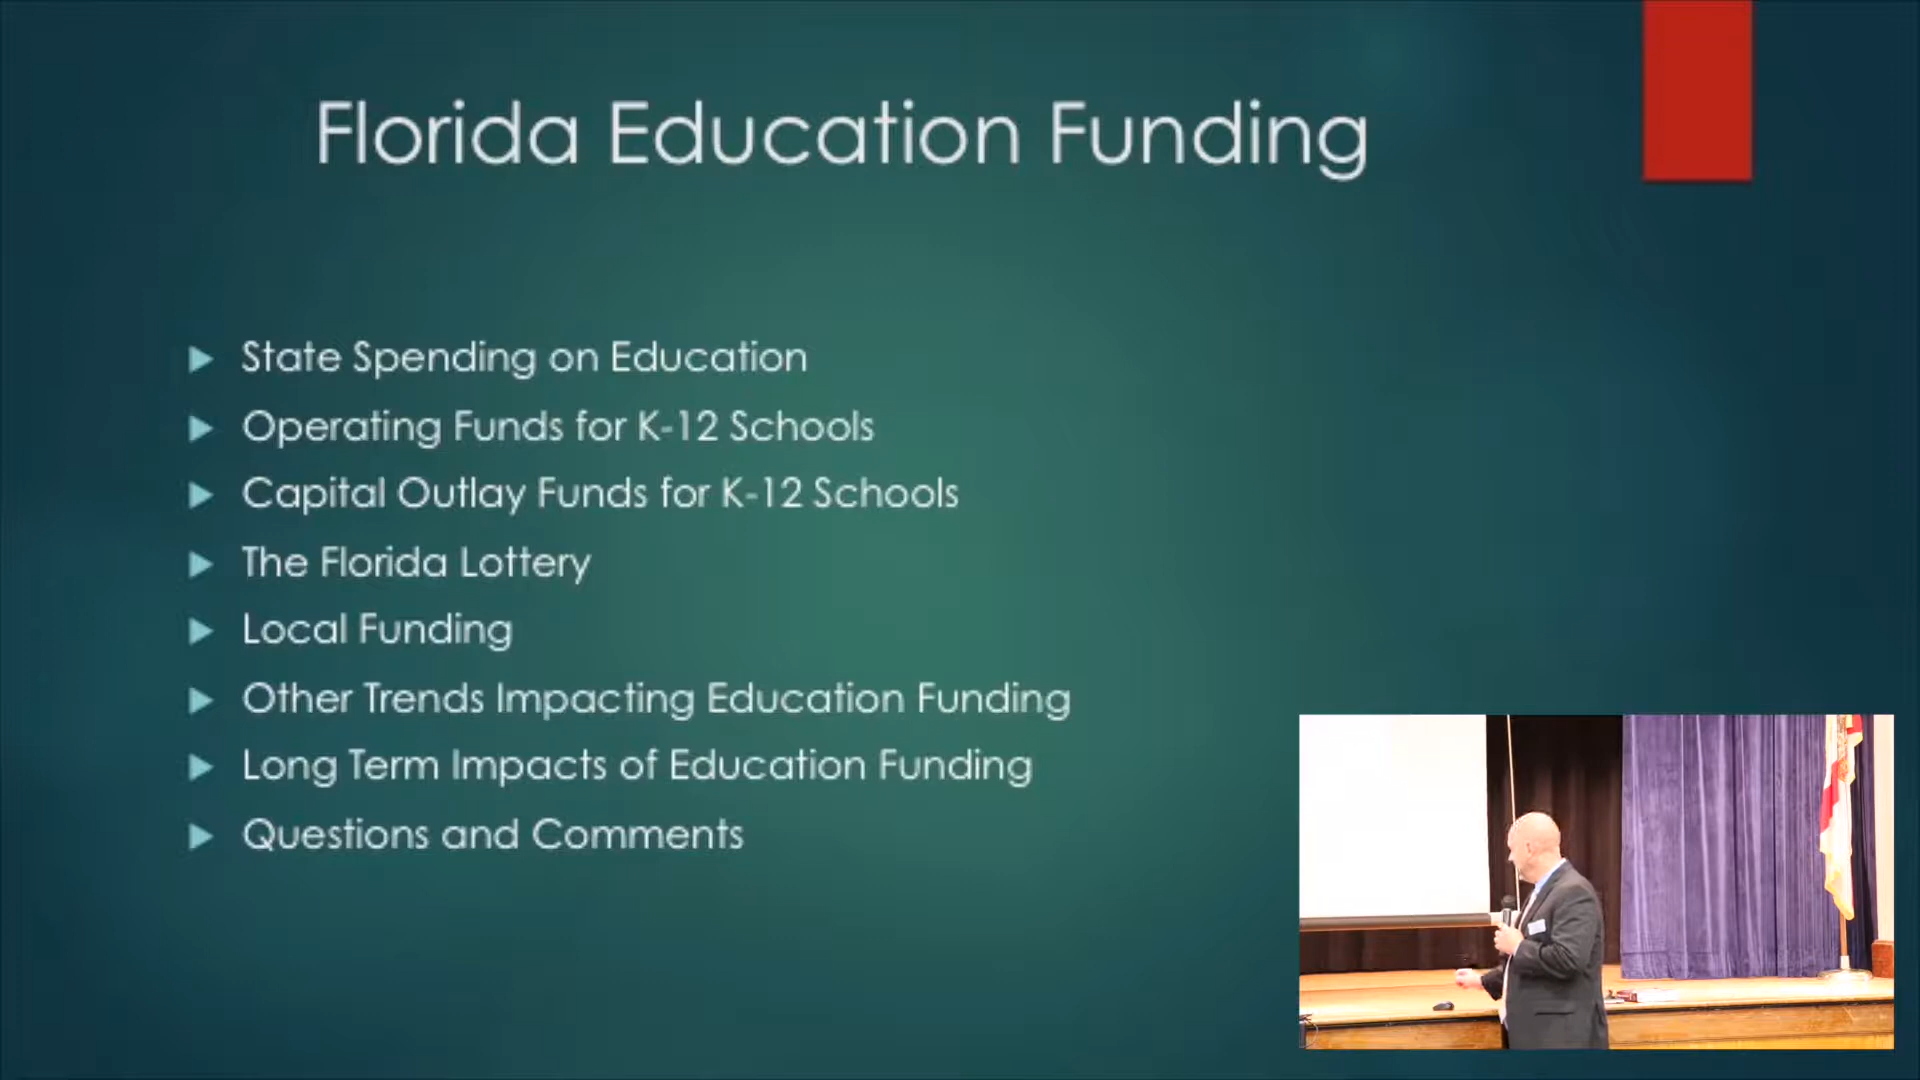 Florida Education Funding
State Spending on Education
Operating Funds for K-12 Schools
Capital Outlay Funds for K-12 Schools
The Florida Lottery
Local Funding
Other Trends Impacting Education Funding
Long Term Impacts of Education Funding
Questions and Comments